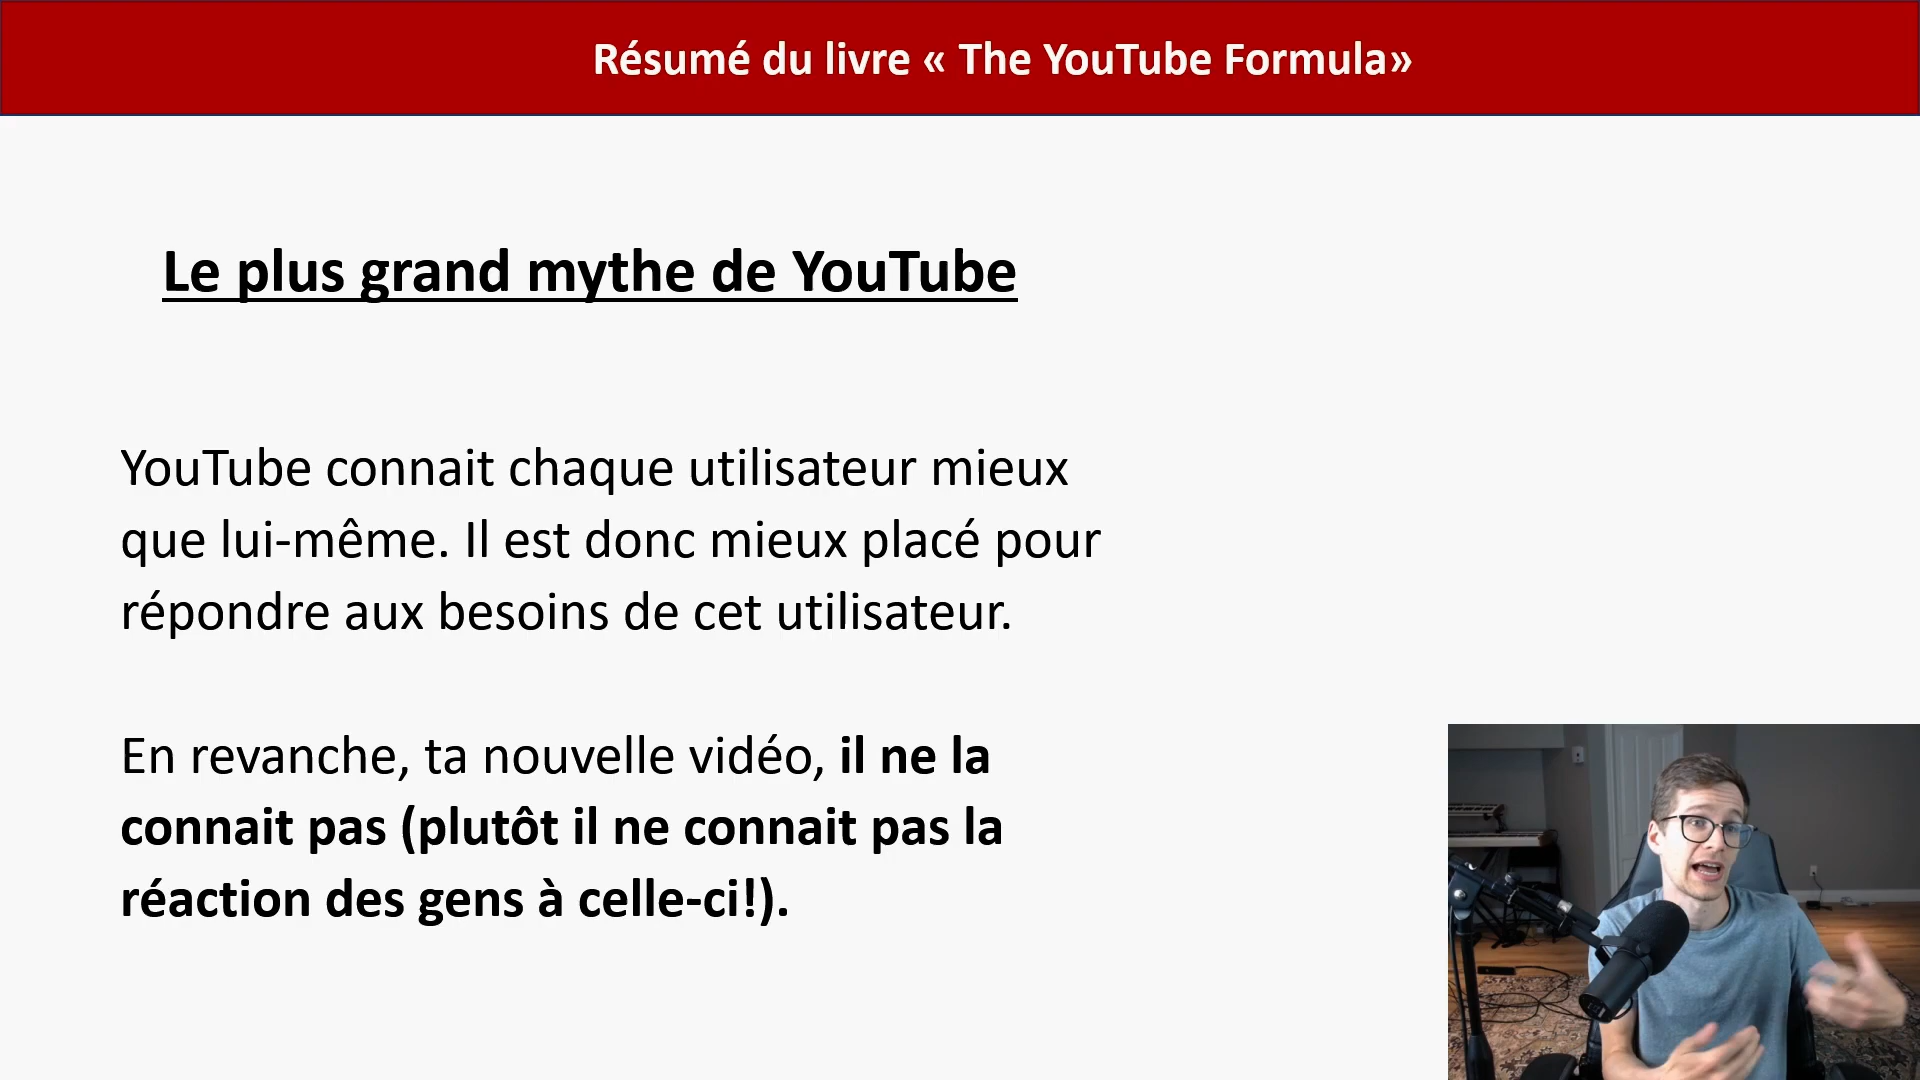 Résumé du livre « The YouTube Formula»
Le plus grand mythe de YouTube
YouTube connait chaque utilisateur mieux
que lui-même. Il est donc mieux placé pour
répondre aux besoins de cet utilisateur.
En revanche, ta nouvelle vidéo, il ne la
connait pas (plutôt il ne connait pas la
réaction des gens à celle-ci!).